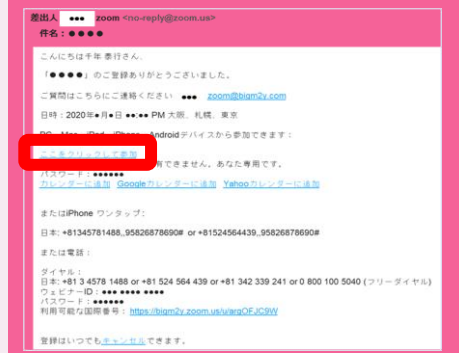 差出人 ●●● zoom <no-reply@zoom.us>
件名：●●●●
こんにちは千年 泰行さん、
「●●●●」のご登録ありがとうございました。
ご質問はこちらにご連絡ください ●●● zoom@bigm2y.com
日時：2020年●月●日 ●●:●● PM 大阪、札幌、東京
PC、Mac、iPad、iPhone、Androidデバイスから参加できます：
ここをクリックして参加
有できません。あなた専用です。
パスワード：●●●●●●
カレンダーに追加 Googleカレンダーに追加 Yahooカレンダーに追加
またはiPhone ワンタップ：
日本: +81345781488,,95826878690# or +81524564439,,95826878690#
または電話：
ダイヤル：
日本: +81 3 4578 1488 or +81 524 564 439 or +81 342 339 241 or 0 800 100 5040 (フリーダイヤル)
ウェビナーID：●●● ●●●● ●●●●
パスワード：●●●●●●
利用可能な国際番号： https://bigm2y.zoom.us/u/argOFJC9W
登録はいつでもキャンセルできます。